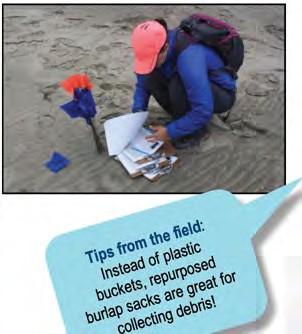 Tips from the field:
Instead of plastic
buckets, repurposed
burlap sacks are great for
collecting debris!